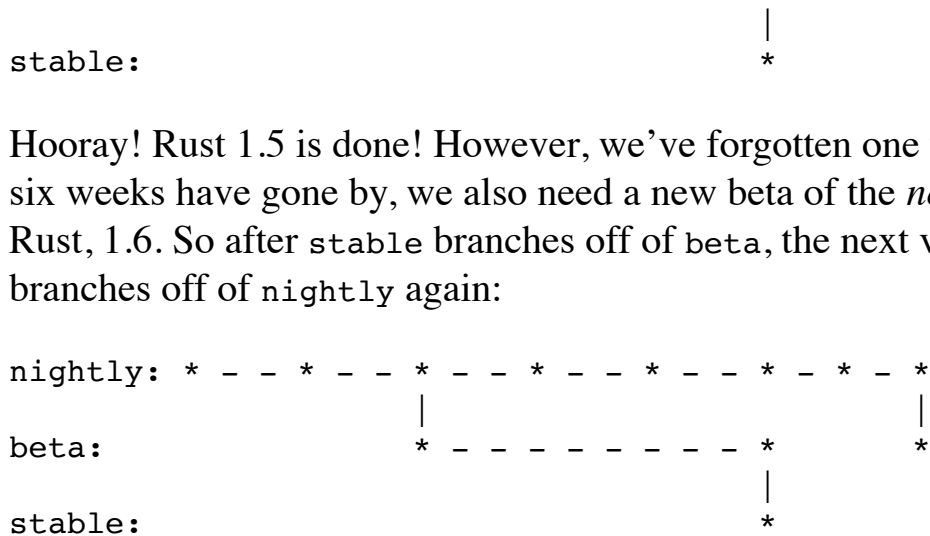 |
stable:                                *
Hooray! Rust 1.5 is done! However, we’ve forgotten one
six weeks have gone by, we also need a new beta of the
Rust, 1.6. So after stable branches off of beta, the next
branches off of nightly again:
nightly: * - - * - - * - - * - - * - - * - * - *
                     |                         |
beta:                * - - - - - - - - *       *
                                       |
stable:                                *